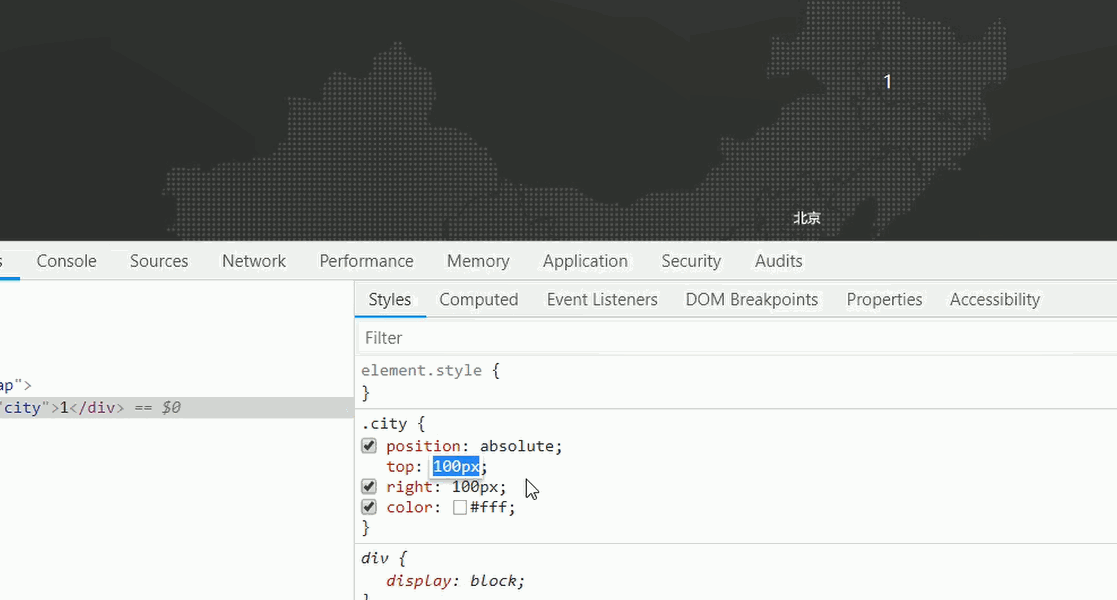 1
北京
s Console Sources Network Performance Memory Application Security Audits
Styles Computed Event Listeners DOM Breakpoints Properties Accessibility
Filter
element.style {
}
ap">
"city">1</div> == $0
.city {
position: absolute;
top: 100px;
right: 100px;
color: #fff;
}
div {
display: block;
}